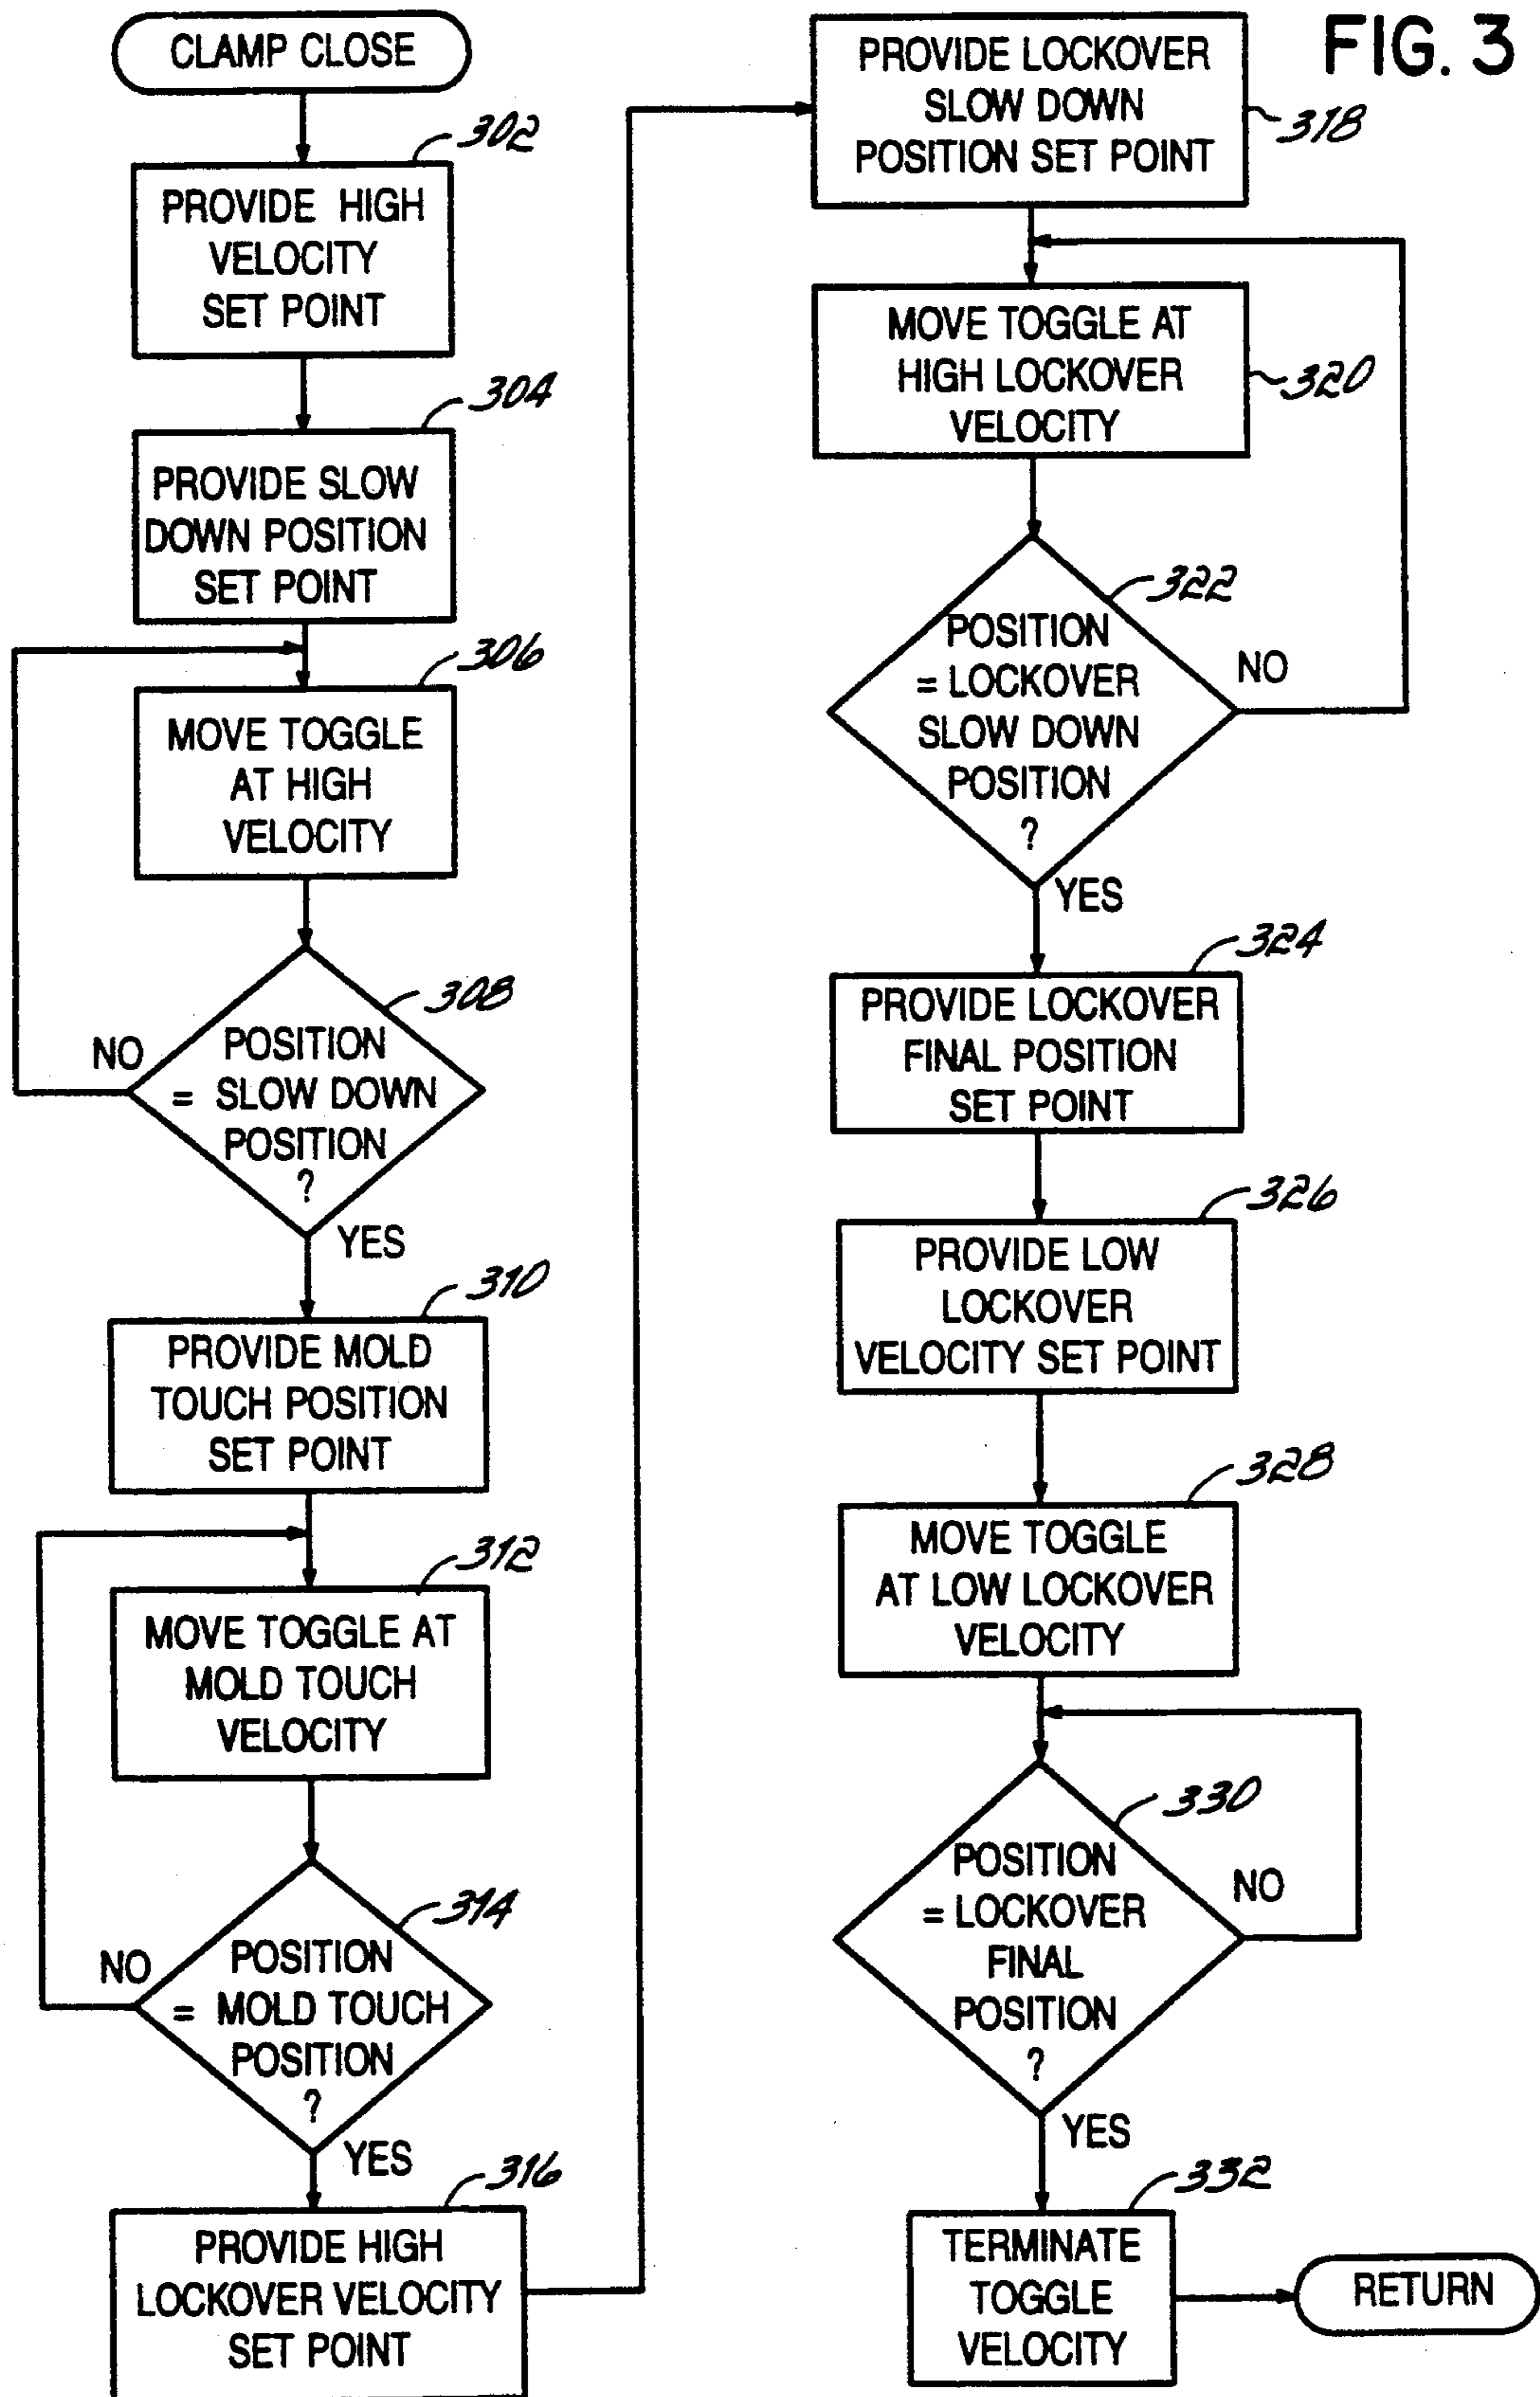 FIG. 3
CLAMP CLOSE
302
PROVIDE HIGH
VELOCITY
SET POINT
304
PROVIDE SLOW
DOWN POSITION
SET POINT
306
MOVE TOGGLE
AT HIGH
VELOCITY
308
POSITION
= SLOW DOWN
POSITION
?
NO
YES
310
PROVIDE MOLD
TOUCH POSITION
SET POINT
312
MOVE TOGGLE AT
MOLD TOUCH
VELOCITY
314
POSITION
= MOLD TOUCH
POSITION
?
NO
YES
316
PROVIDE HIGH
LOCKOVER VELOCITY
SET POINT
PROVIDE LOCKOVER
SLOW DOWN
POSITION SET POINT
318
MOVE TOGGLE AT
HIGH LOCKOVER
VELOCITY
320
322
POSITION
= LOCKOVER
SLOW DOWN
POSITION
?
NO
YES
324
PROVIDE LOCKOVER
FINAL POSITION
SET POINT
326
PROVIDE LOW
LOCKOVER
VELOCITY SET POINT
328
MOVE TOGGLE
AT LOW LOCKOVER
VELOCITY
330
POSITION
= LOCKOVER
FINAL
POSITION
?
NO
YES
332
TERMINATE
TOGGLE
VELOCITY
RETURN